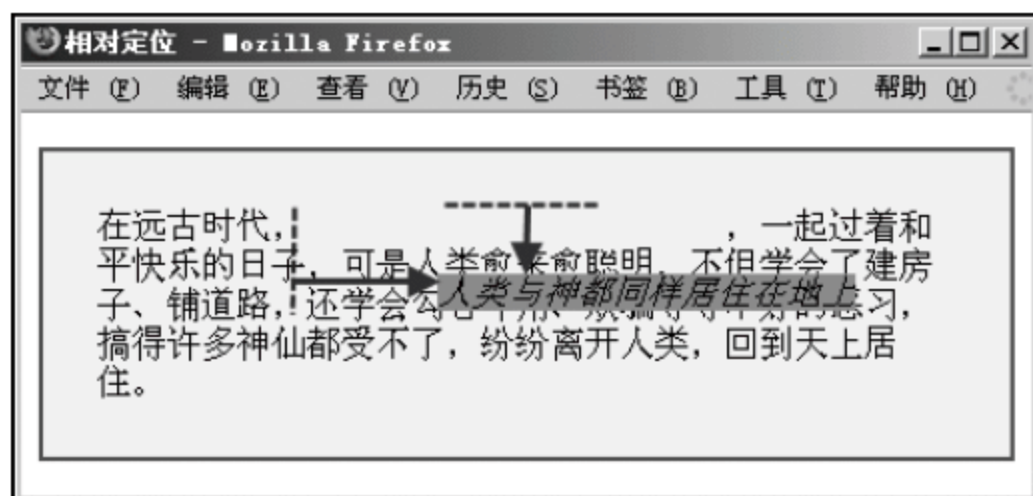 相对定位 - Mozilla Firefox
文件 (F) 编辑 (E) 查看 (V) 历史 (S) 书签 (B) 工具 (T) 帮助 (H)
在远古时代, ,一起过着和
平快乐的日子,可是人类愈来愈聪明,不但学会了建房
人类与神都同样居住在地上
子、铺道路,还学会勾 恶习,
搞得许多神仙都受不了,纷纷离开人类,回到天上居
住。